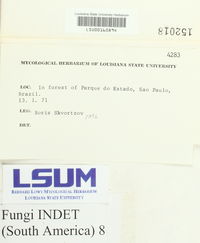 Louisiana State University
152018
4283
MYCOLOGICAL HERBARIUM OF LOUISIANA STATE UNIVERSITY
LOC: in forest of Parque do Estado, Sao Paulo,
Brazil.
13. 1. 71
LEG: Boris Skvortzov
DET.
LSUM
BERNARD LOWY MYCOLOGICAL HERBARIUM
LOUISIANA STATE UNIVERSITY
Fungi INDET
(South America) 8